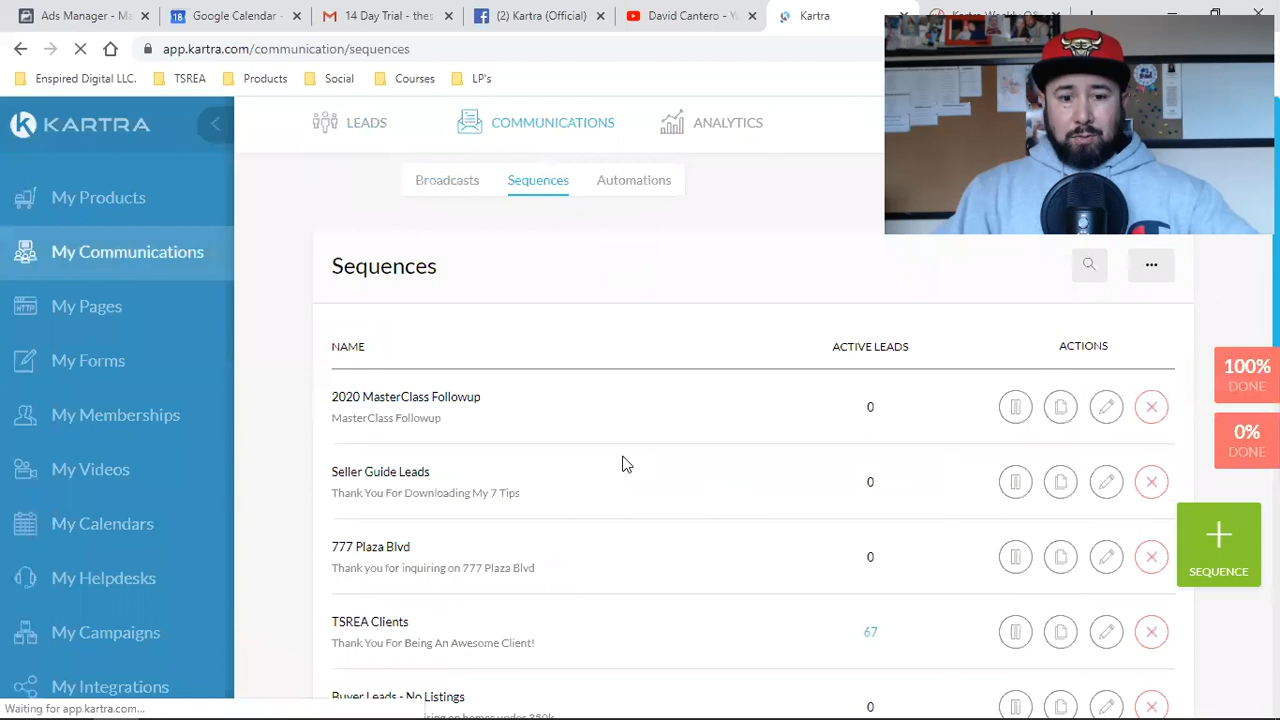 Ads Manager - Ma
18 Google Calendar
14 Day Trial - thes
(2) Kartra (Official)
David Cantero - Y
Kartra
app.kartra.com/communication/sequences
Enspired Digital LLC.
TSREA
Products
Social
Courses
LP's
KARTRA
LEADS
COMMUNICATIONS
ANALYTICS
Broadcasts
Sequences
Automations
My Products
My Communications
My Pages
My Forms
My Memberships
My Videos
My Calendars
My Helpdesks
My Campaigns
My Integrations
Sequences
NAME ACTIVE LEADS ACTIONS
2020 MasterClass Followup 0
MasterClass Followup
Seller Guide Leads 0
Thank You For Downloading My 7 Tips
777 Plaza Blvd 0
Thank you for inquiring on 777 Plaza Blvd
TSREA Clients 67
Thank You For Being An Awesome Client!
Buyer Leads - No Listings 0
100%
DONE
0%
DONE
SEQUENCE
Waiting for app.kartra.com...